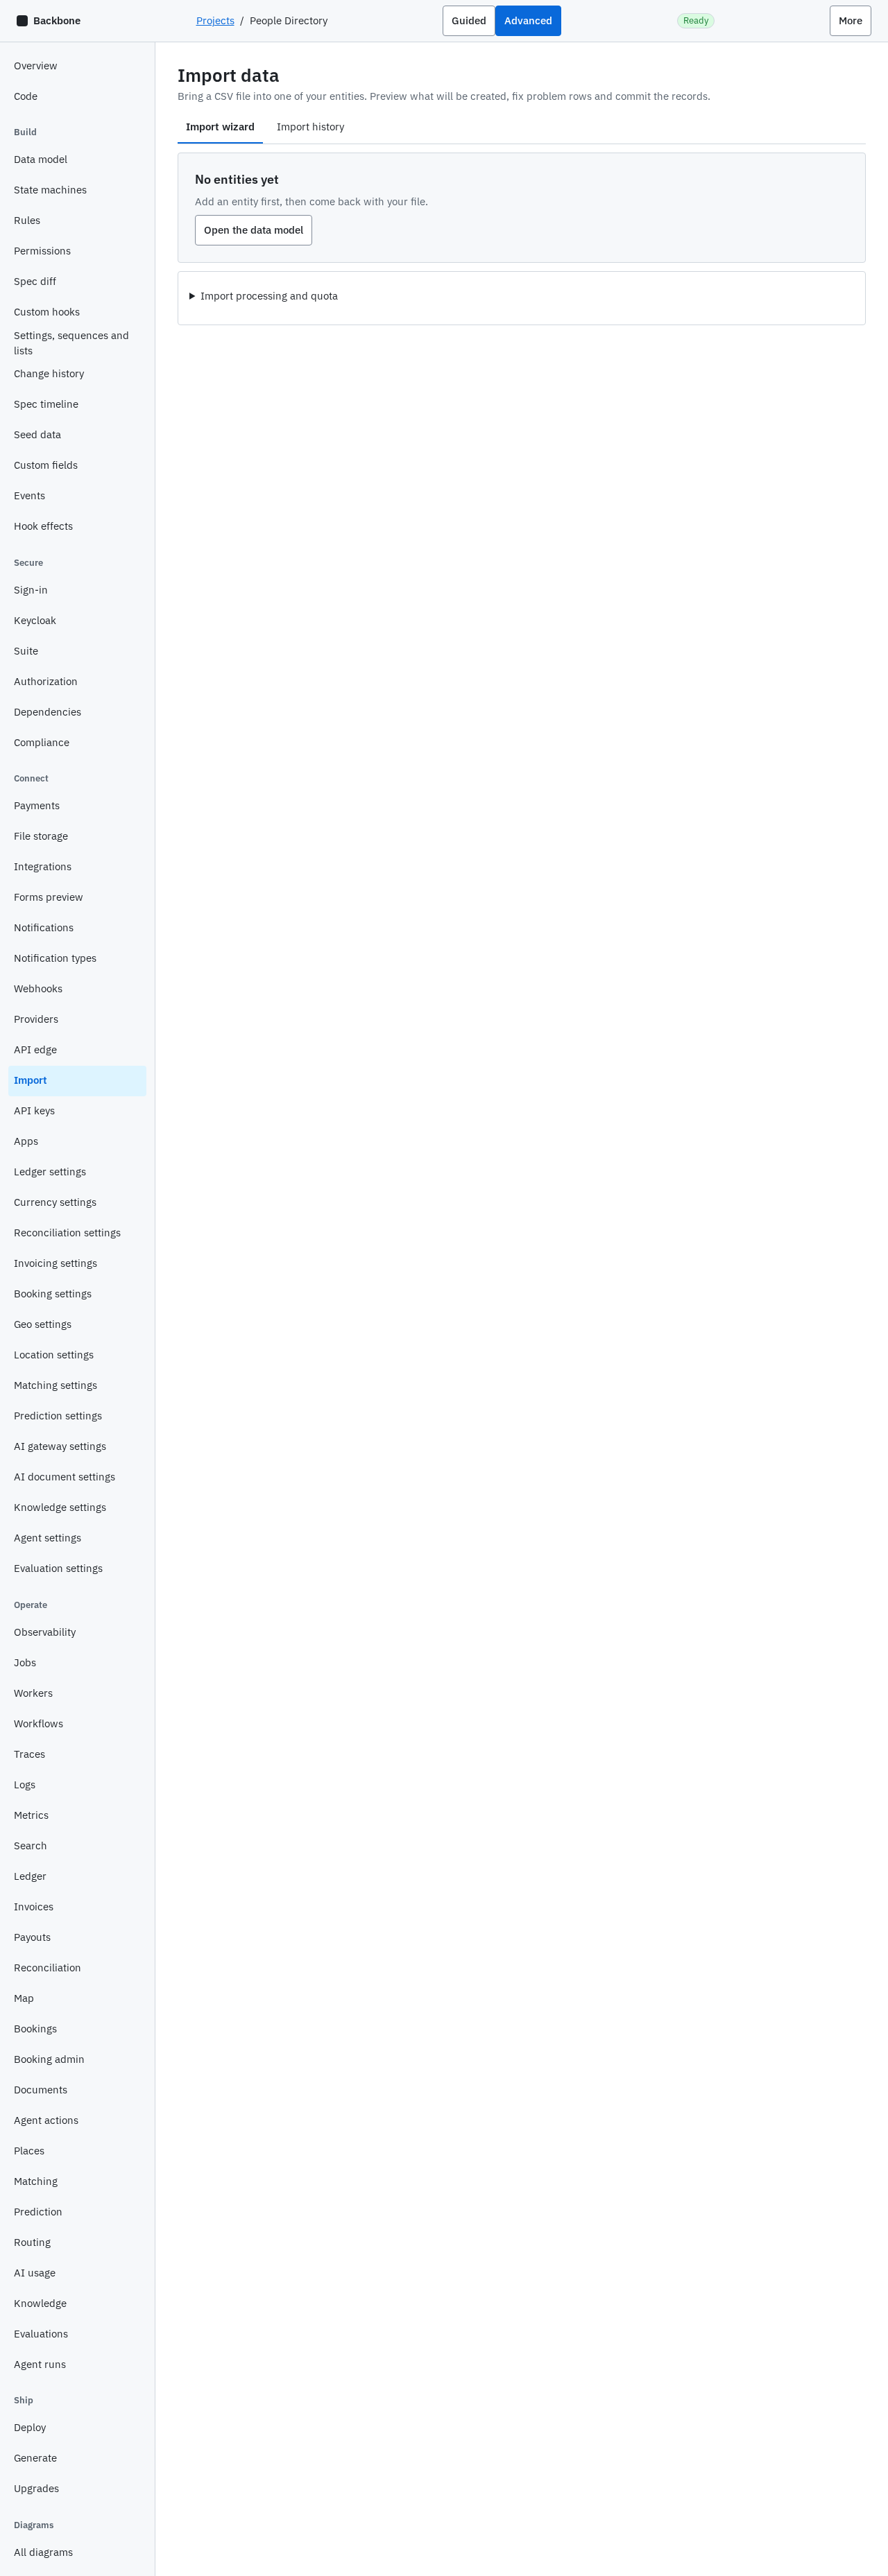 Backbone
Projects / People Directory
Guided
Advanced
Ready
More
Overview
Code
Build
Data model
State machines
Rules
Permissions
Spec diff
Custom hooks
Settings, sequences and
lists
Change history
Spec timeline
Seed data
Custom fields
Events
Hook effects
Secure
Sign-in
Keycloak
Suite
Authorization
Dependencies
Compliance
Connect
Payments
File storage
Integrations
Forms preview
Notifications
Notification types
Webhooks
Providers
API edge
Import
API keys
Apps
Ledger settings
Currency settings
Reconciliation settings
Invoicing settings
Booking settings
Geo settings
Location settings
Matching settings
Prediction settings
AI gateway settings
AI document settings
Knowledge settings
Agent settings
Evaluation settings
Operate
Observability
Jobs
Workers
Workflows
Traces
Logs
Metrics
Search
Ledger
Invoices
Payouts
Reconciliation
Map
Bookings
Booking admin
Documents
Agent actions
Places
Matching
Prediction
Routing
AI usage
Knowledge
Evaluations
Agent runs
Ship
Deploy
Generate
Upgrades
Diagrams
All diagrams
Import data
Bring a CSV file into one of your entities. Preview what will be created, fix problem rows and commit the records.
Import wizard
Import history
No entities yet
Add an entity first, then come back with your file.
Open the data model
Import processing and quota